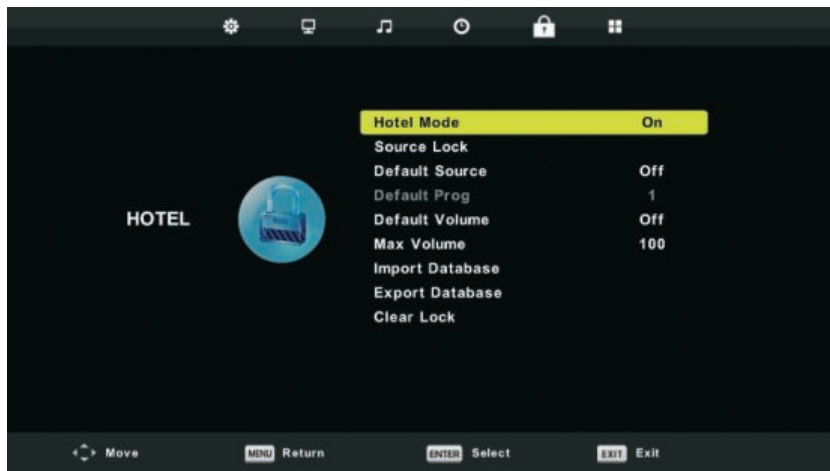 Hotel Mode On
Source Lock
Default Source Off
Default Prog 1
HOTEL
Default Volume Off
Max Volume 100
Import Database
Export Database
Clear Lock
Move MENU Return ENTER Select EXIT Exit